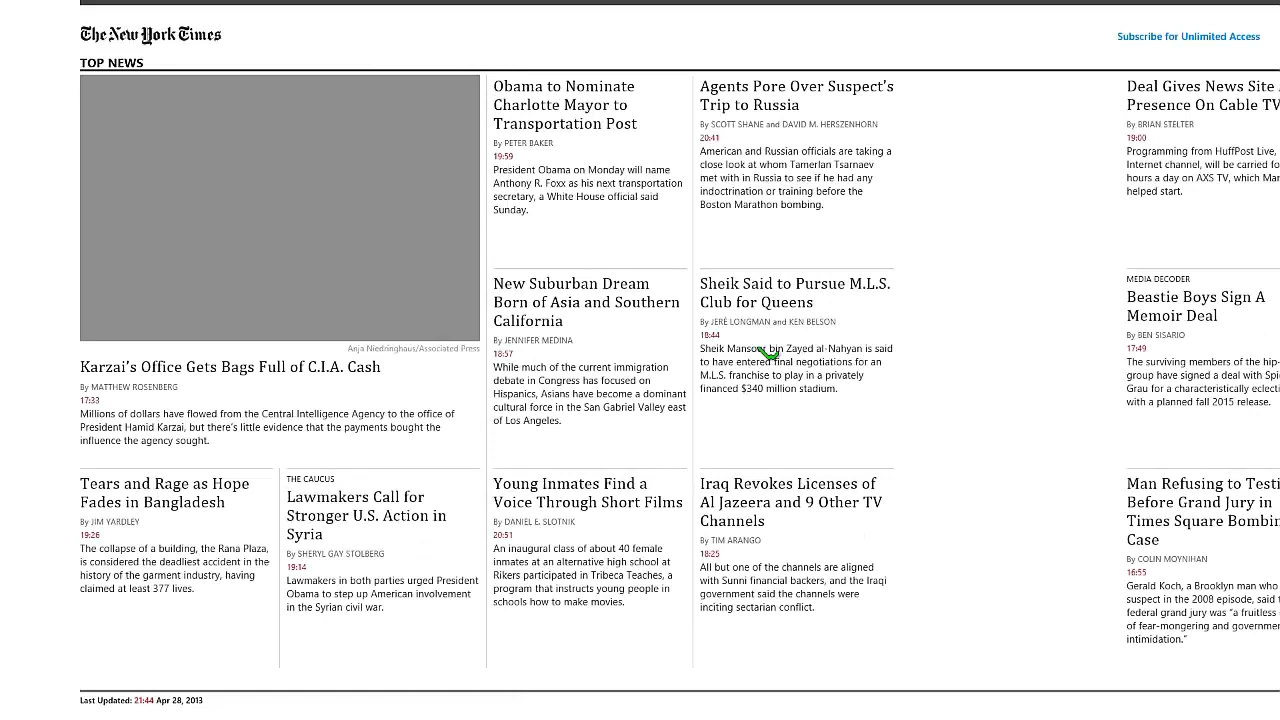 The New York Times
Subscribe for Unlimited Access
TOP NEWS
Anja Niedringhaus/Associated Press
Karzai's Office Gets Bags Full of C.I.A. Cash
By MATTHEW ROSENBERG
17:33
Millions of dollars have flowed from the Central Intelligence Agency to the office of
President Hamid Karzai, but there's little evidence that the payments bought the
influence the agency sought.
Tears and Rage as Hope
Fades in Bangladesh
By JIM YARDLEY
19:26
The collapse of a building, the Rana Plaza,
is considered the deadliest accident in the
history of the garment industry, having
claimed at least 377 lives.
THE CAUCUS
Lawmakers Call for
Stronger U.S. Action in
Syria
By SHERYL GAY STOLBERG
19:14
Lawmakers in both parties urged President
Obama to step up American involvement
in the Syrian civil war.
Obama to Nominate
Charlotte Mayor to
Transportation Post
By PETER BAKER
19:59
President Obama on Monday will name
Anthony R. Foxx as his next transportation
secretary, a White House official said
Sunday.
New Suburban Dream
Born of Asia and Southern
California
By JENNIFER MEDINA
18:57
While much of the current immigration
debate in Congress has focused on
Hispanics, Asians have become a dominant
cultural force in the San Gabriel Valley east
of Los Angeles.
Young Inmates Find a
Voice Through Short Films
By DANIEL E. SLOTNIK
20:51
An inaugural class of about 40 female
inmates at an alternative high school at
Rikers participated in Tribeca Teaches, a
program that instructs young people in
schools how to make movies.
Agents Pore Over Suspect's
Trip to Russia
By SCOTT SHANE and DAVID M. HERSZENHORN
20:41
American and Russian officials are taking a
close look at whom Tamerlan Tsarnaev
met with in Russia to see if he had any
indoctrination or training before the
Boston Marathon bombing.
Sheik Said to Pursue M.L.S.
Club for Queens
By JERÉ LONGMAN and KEN BELSON
18:44
Sheik Mansour bin Zayed al-Nahyan is said
to have entered final negotiations for an
M.L.S. franchise to play in a privately
financed $340 million stadium.
Iraq Revokes Licenses of
Al Jazeera and 9 Other TV
Channels
By TIM ARANGO
18:25
All but one of the channels are aligned
with Sunni financial backers, and the Iraqi
government said the channels were
inciting sectarian conflict.
Deal Gives News Site
Presence On Cable TV
By BRIAN STELTER
19:00
Programming from HuffPost Live,
Internet channel, will be carried
hours a day on AXS TV, which
helped start.
MEDIA DECODER
Beastie Boys Sign A
Memoir Deal
By BEN SISARIO
17:49
The surviving members of the hip-
group have signed a deal with
Grau for a characteristically
with a planned fall 2015 release.
Man Refusing to
Before Grand Jury in
Times Square
Case
By COLIN MOYNIHAN
16:55
Gerald Koch, a Brooklyn man who
suspect in the 2008 episode, said
federal grand jury was "a fruitless
of fear-mongering and
intimidation."
Last Updated: 21:44 Apr 28, 2013